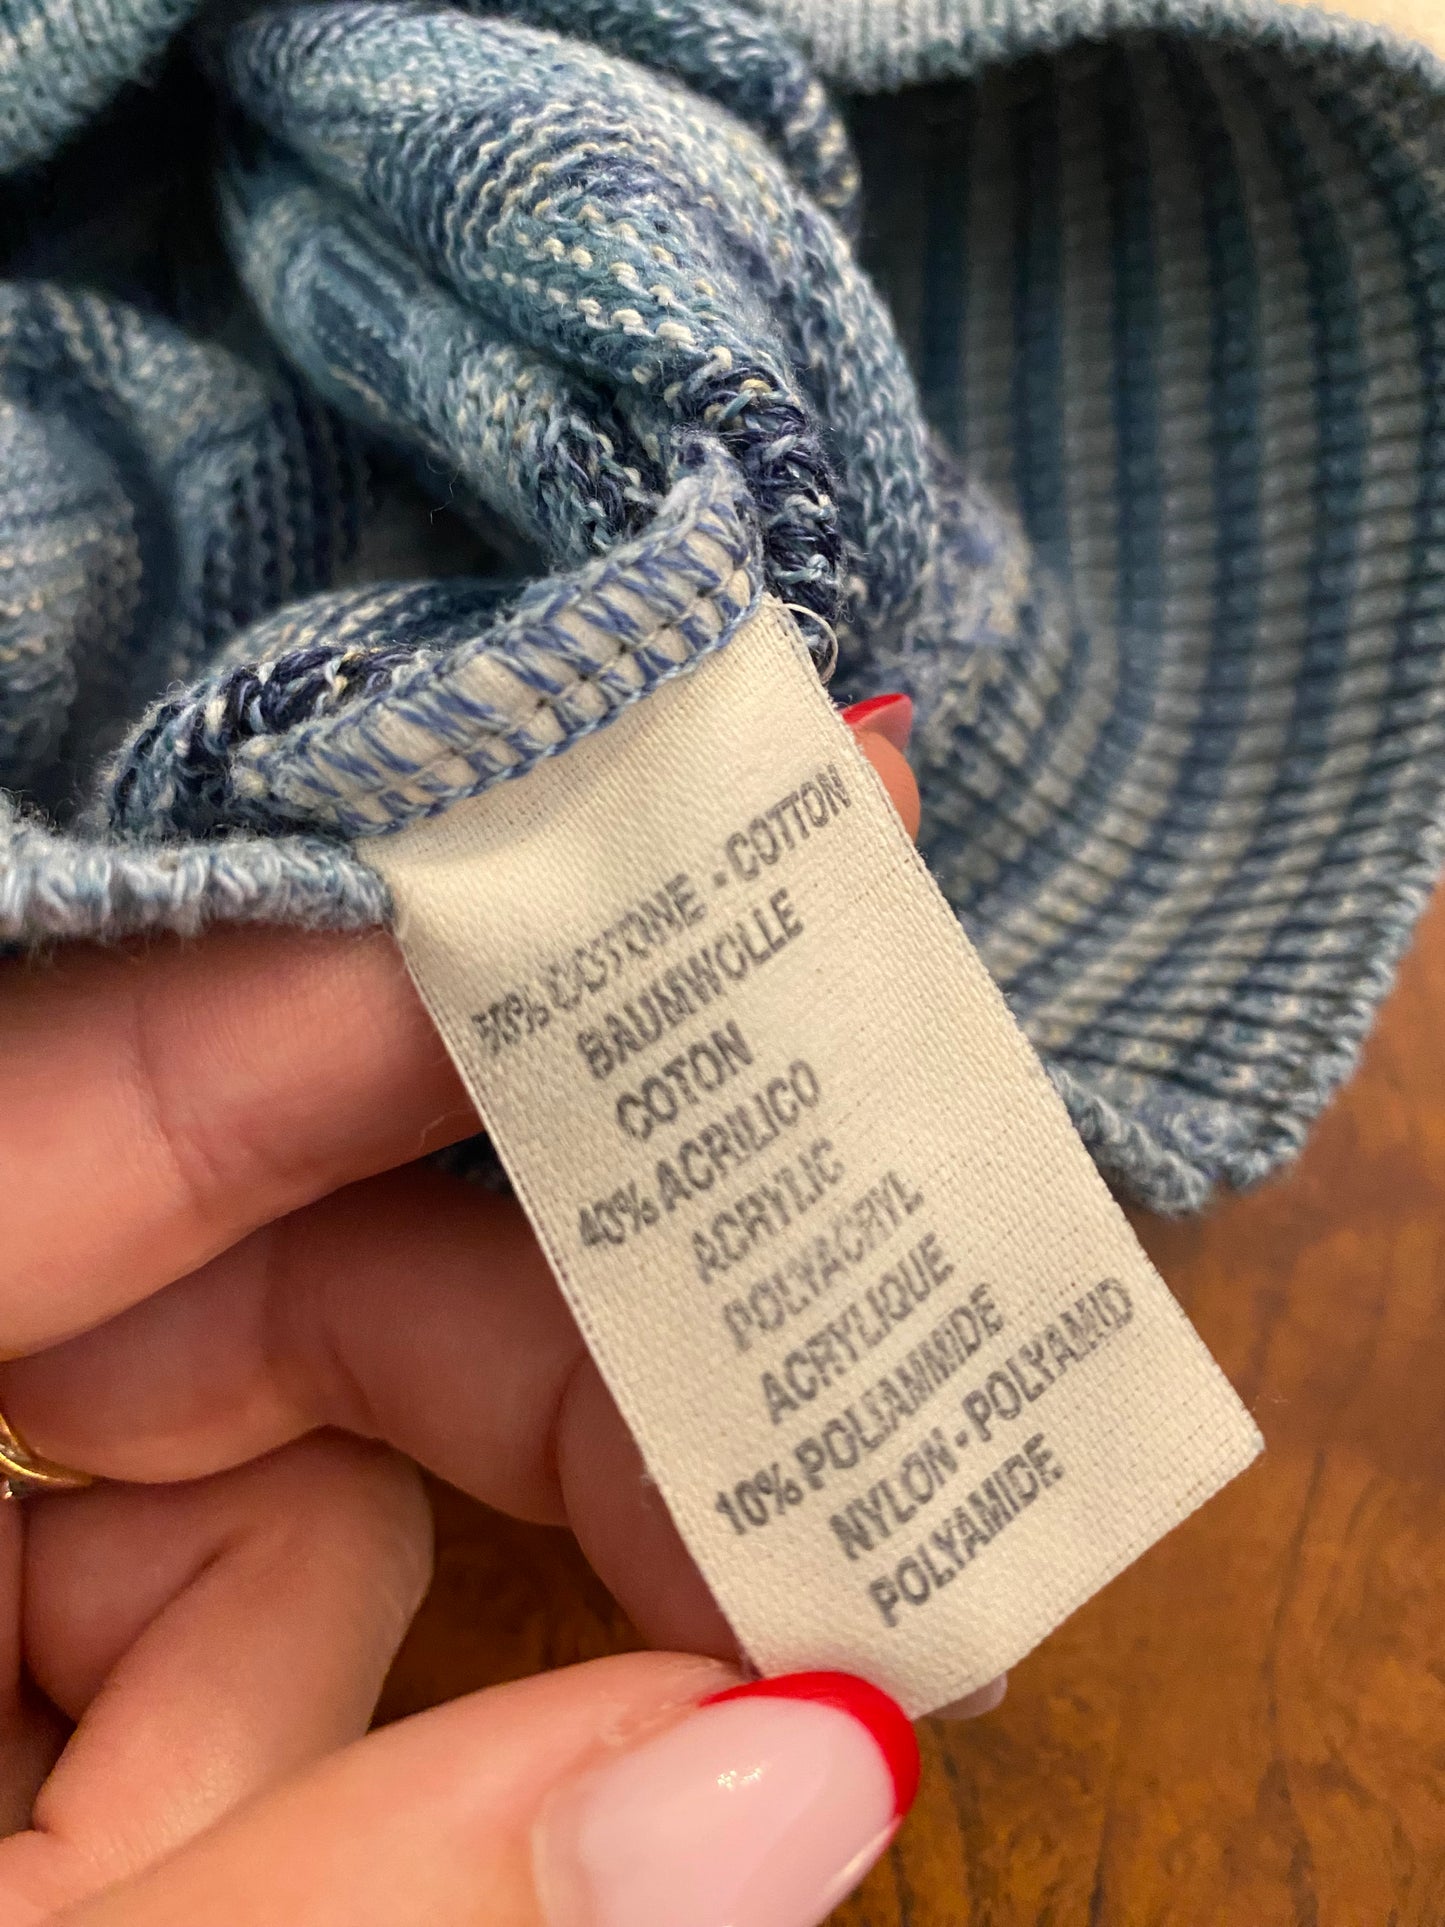 50% COTONE - COTTON
BAUMWOLLE
COTON
40% ACRILICO
ACRYLIC
POLYACRYL
ACRYLIQUE
10% POLIAMMIDE
NYLON - POLYAMID
POLYAMIDE